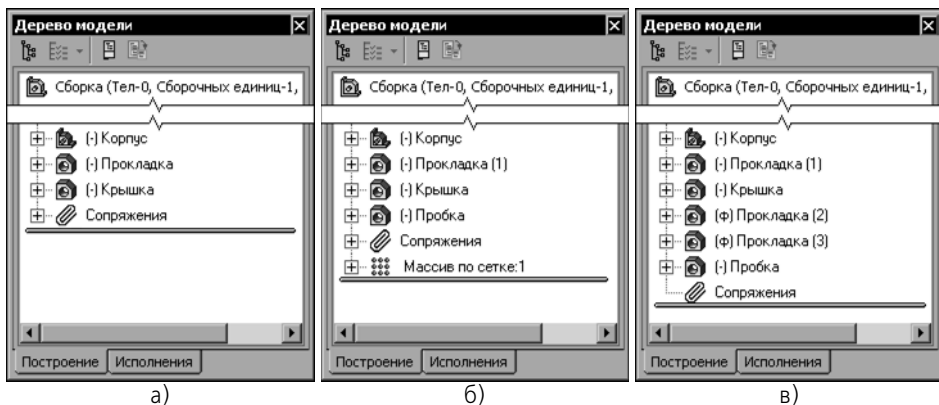 Дерево модели
Сборка (Тел-0, Сборочных единиц-1,
(-) Корпус
(-) Прокладка
(-) Крышка
Сопряжения
Построение Исполнения
а)
Дерево модели
Сборка (Тел-0, Сборочных единиц-1,
(-) Корпус
(-) Прокладка (1)
(-) Крышка
(-) Пробка
Сопряжения
Массив по сетке:1
Построение Исполнения
б)
Дерево модели
Сборка (Тел-0, Сборочных единиц-1,
(-) Корпус
(-) Прокладка (1)
(-) Крышка
(ф) Прокладка (2)
(ф) Прокладка (3)
(-) Пробка
Сопряжения
Построение Исполнения
в)